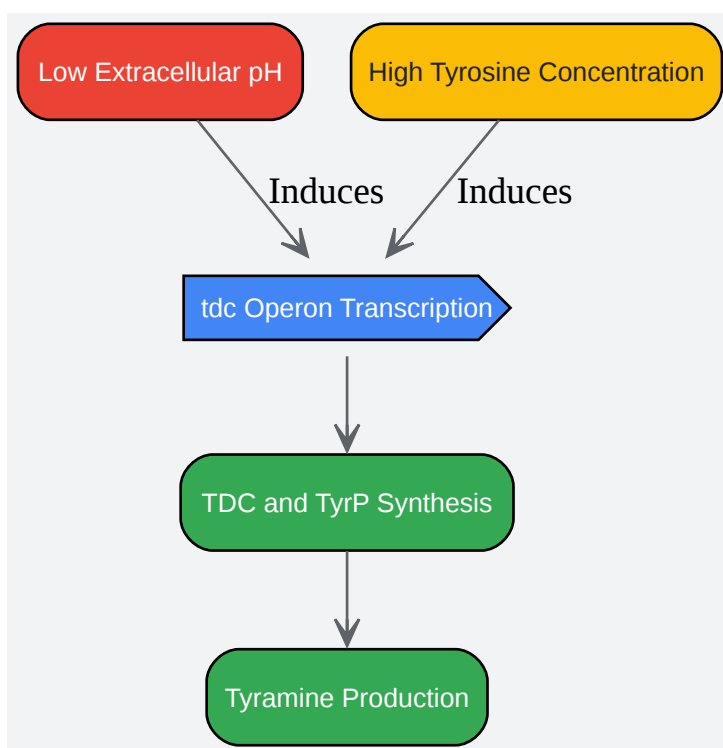 Low Extracellular pH
High Tyrosine Concentration
Induces
Induces
tdc Operon Transcription
TDC and TyrP Synthesis
Tyramine Production